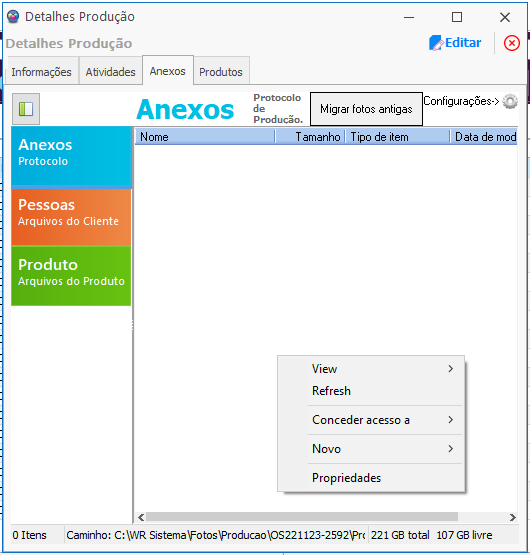 Detalhes Produção
Detalhes Produção
Editar
Informações
Atividades
Anexos
Produtos
Anexos
Protocolo
de
Produção.
Migrar fotos antigas
Configurações->
Anexos
Protocolo
Pessoas
Arquivos do Cliente
Produto
Arquivos do Produto
Nome
Tamanho
Tipo de item
Data de mod
View
Refresh
Conceder acesso a
Novo
Propriedades
0 Itens
Caminho: C:\WR Sistema\Fotos\Producao\OS221123-2592\Pro
221 GB total
107 GB livre